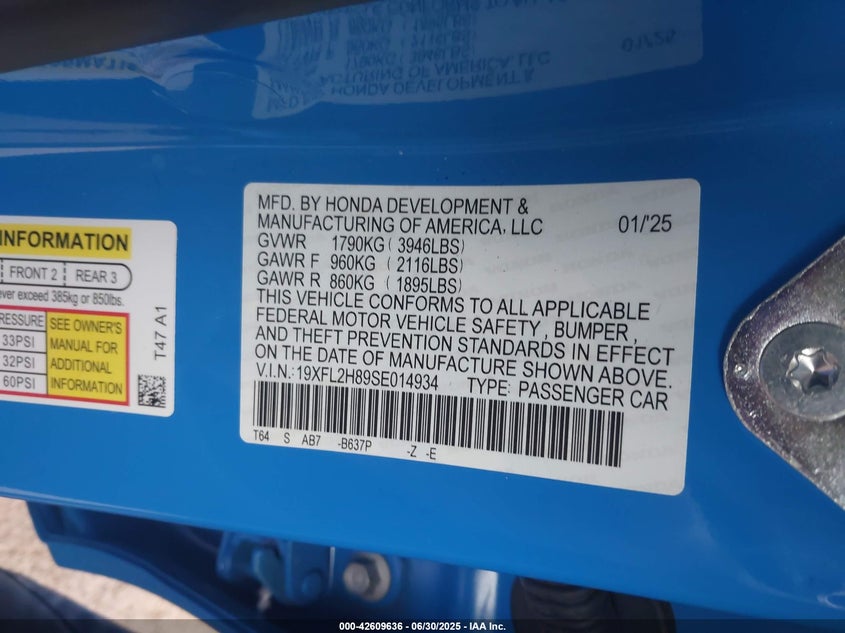 MFD. BY HONDA DEVELOPMENT &
MANUFACTURING OF AMERICA, LLC 01/'25
GVWR 1790KG ( 3946LBS)
GAWR F 960KG ( 2116LBS)
GAWR R 860KG ( 1895LBS)
THIS VEHICLE CONFORMS TO ALL APPLICABLE
FEDERAL MOTOR VEHICLE SAFETY , BUMPER ,
AND THEFT PREVENTION STANDARDS IN EFFECT
ON THE DATE OF MANUFACTURE SHOWN ABOVE.
V.I.N.: 19XFL2H89SE014934 TYPE: PASSENGER CAR
T64 S AB7 -B637P -Z -E
INFORMATION
FRONT 2 REAR 3
exceed 385kg or 850lbs.
33PSI
32PSI
60PSI
SEE OWNER'S
MANUAL FOR
ADDITIONAL
INFORMATION
T47 A1
000-42609636 - 06/30/2025 - IAA Inc.